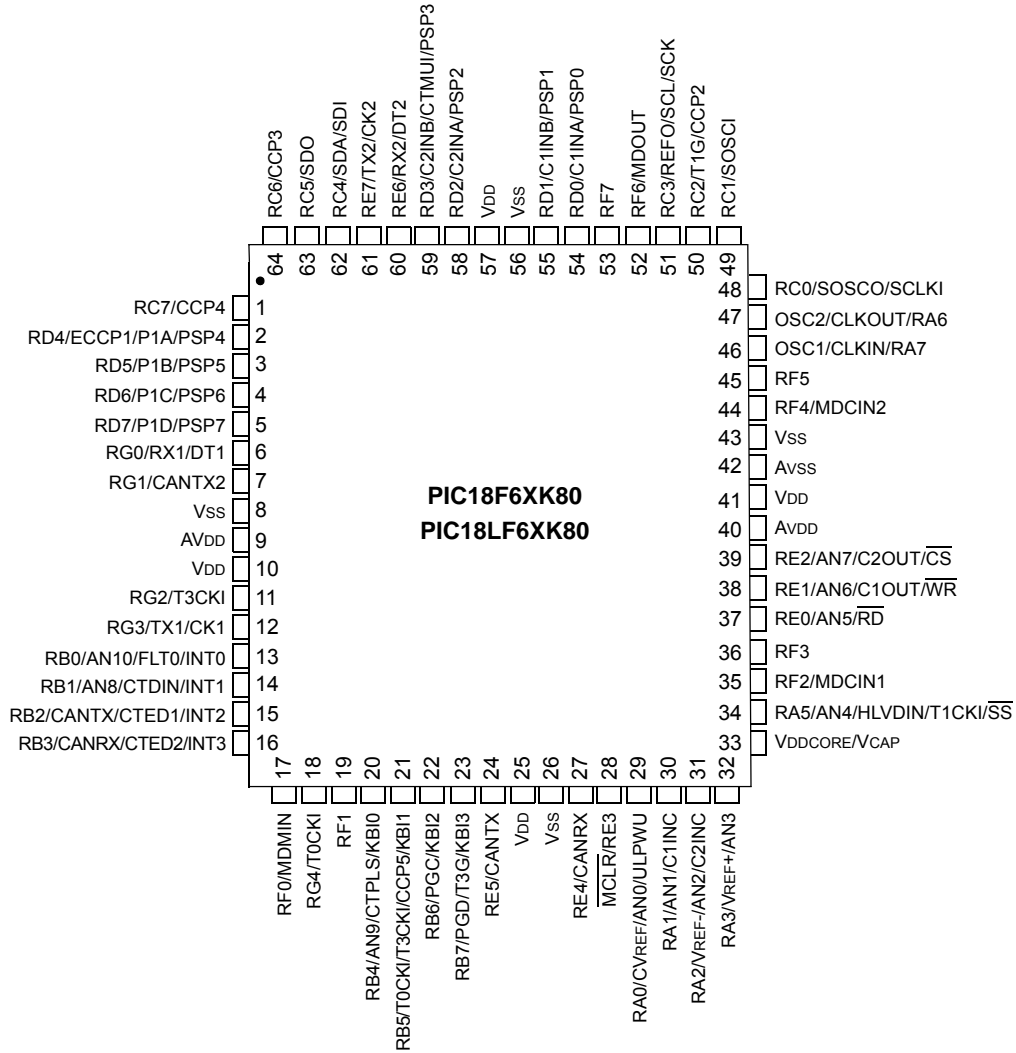 RC6/CCP3
RC5/SDO
RC4/SDA/SDI
RE7/TX2/CK2
RE6/RX2/DT2
RD3/C2INB/CTMUI/PSP3
RD2/C2INA/PSP2
VDD
VSS
RD1/C1INB/PSP1
RD0/C1INA/PSP0
RF7
RF6/MDOUT
RC3/REFO/SCL/SCK
RC2/T1G/CCP2
RC1/SOSCI
64 63 62 61 60 59 58 57 56 55 54 53 52 51 50 49
RC7/CCP4 1
RD4/ECCP1/P1A/PSP4 2
RD5/P1B/PSP5 3
RD6/P1C/PSP6 4
RD7/P1D/PSP7 5
RG0/RX1/DT1 6
RG1/CANTX2 7
VSS 8
AVDD 9
VDD 10
RG2/T3CKI 11
RG3/TX1/CK1 12
RB0/AN10/FLT0/INT0 13
RB1/AN8/CTDIN/INT1 14
RB2/CANTX/CTED1/INT2 15
RB3/CANRX/CTED2/INT3 16
PIC18F6XK80
PIC18LF6XK80
48 RC0/SOSCO/SCLKI
47 OSC2/CLKOUT/RA6
46 OSC1/CLKIN/RA7
45 RF5
44 RF4/MDCIN2
43 VSS
42 AVSS
41 VDD
40 AVDD
39 RE2/AN7/C2OUT/CS
38 RE1/AN6/C1OUT/WR
37 RE0/AN5/RD
36 RF3
35 RF2/MDCIN1
34 RA5/AN4/HLVDIN/T1CKI/SS
33 VDDCORE/VCAP
17 18 19 20 21 22 23 24 25 26 27 28 29 30 31 32
RF0/MDMIN
RG4/T0CKI
RF1
RB4/AN9/CTPLS/KBI0
RB5/T0CKI/T3CKI/CCP5/KBI1
RB6/PGC/KBI2
RB7/PGD/T3G/KBI3
RE5/CANTX
VDD
VSS
RE4/CANRX
MCLR/RE3
RA0/CVREF/AN0/ULPWU
RA1/AN1/C1INC
RA2/VREF-/AN2/C2INC
RA3/VREF+/AN3